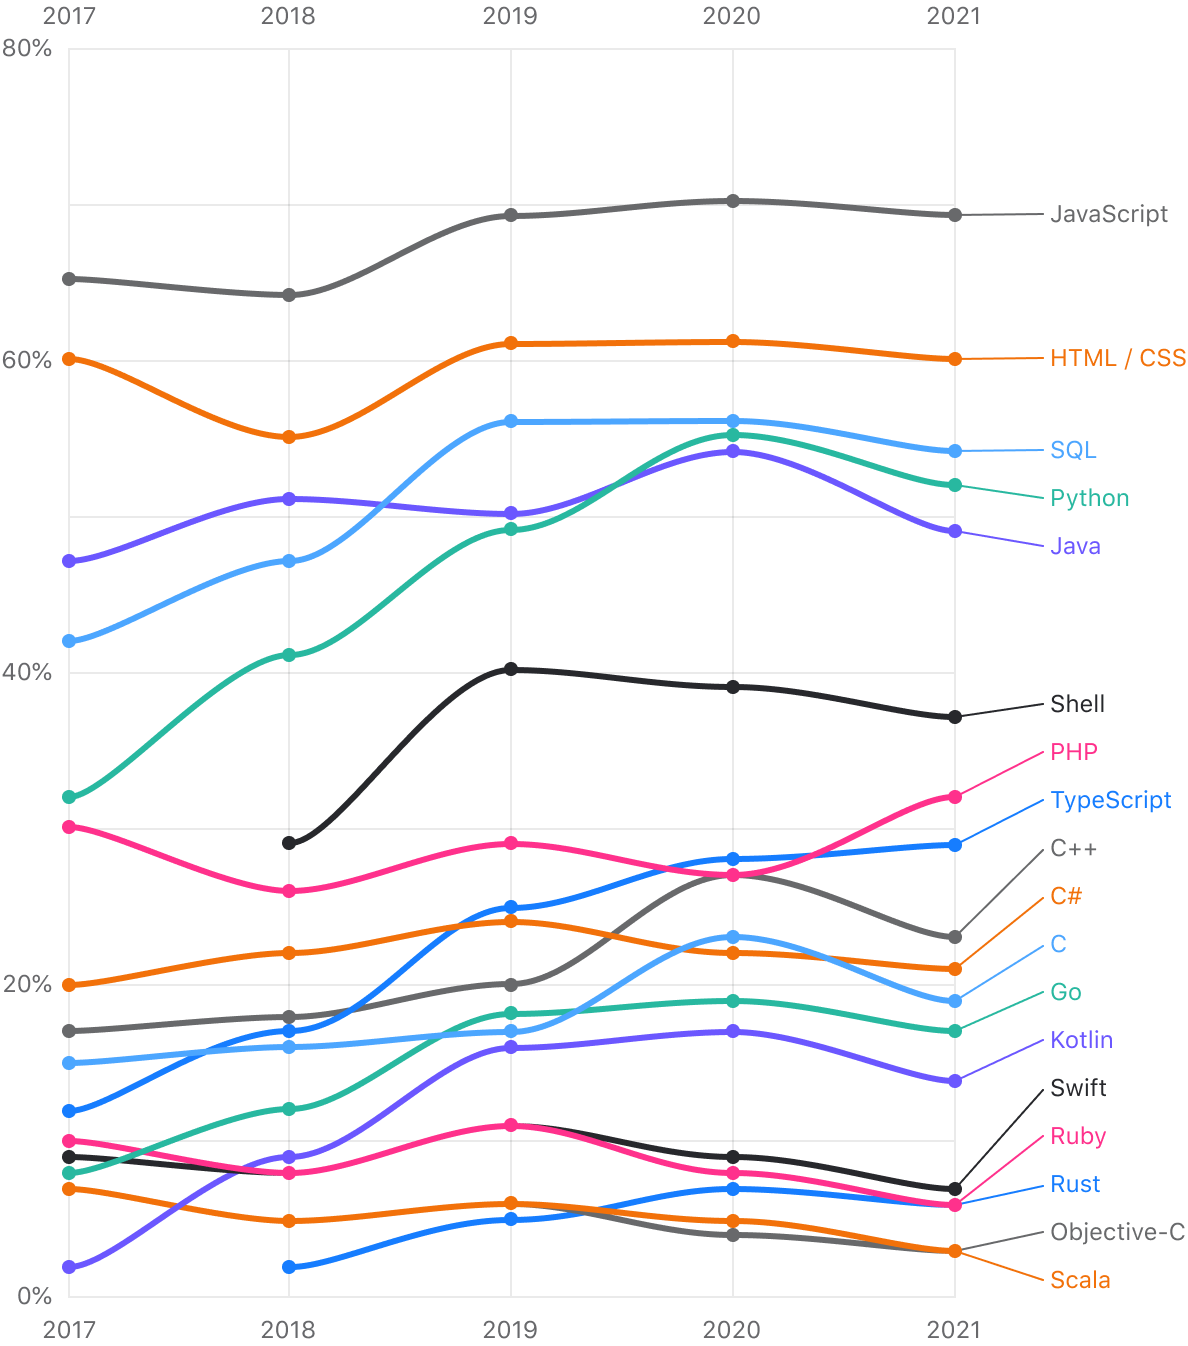 2017 2018 2019 2020 2021
80%
JavaScript
60%
HTML / CSS
SQL
Python
Java
40%
Shell
PHP
TypeScript
C++
C#
C
20%
Go
Kotlin
Swift
Ruby
Rust
Objective-C
Scala
0%
2017 2018 2019 2020 2021